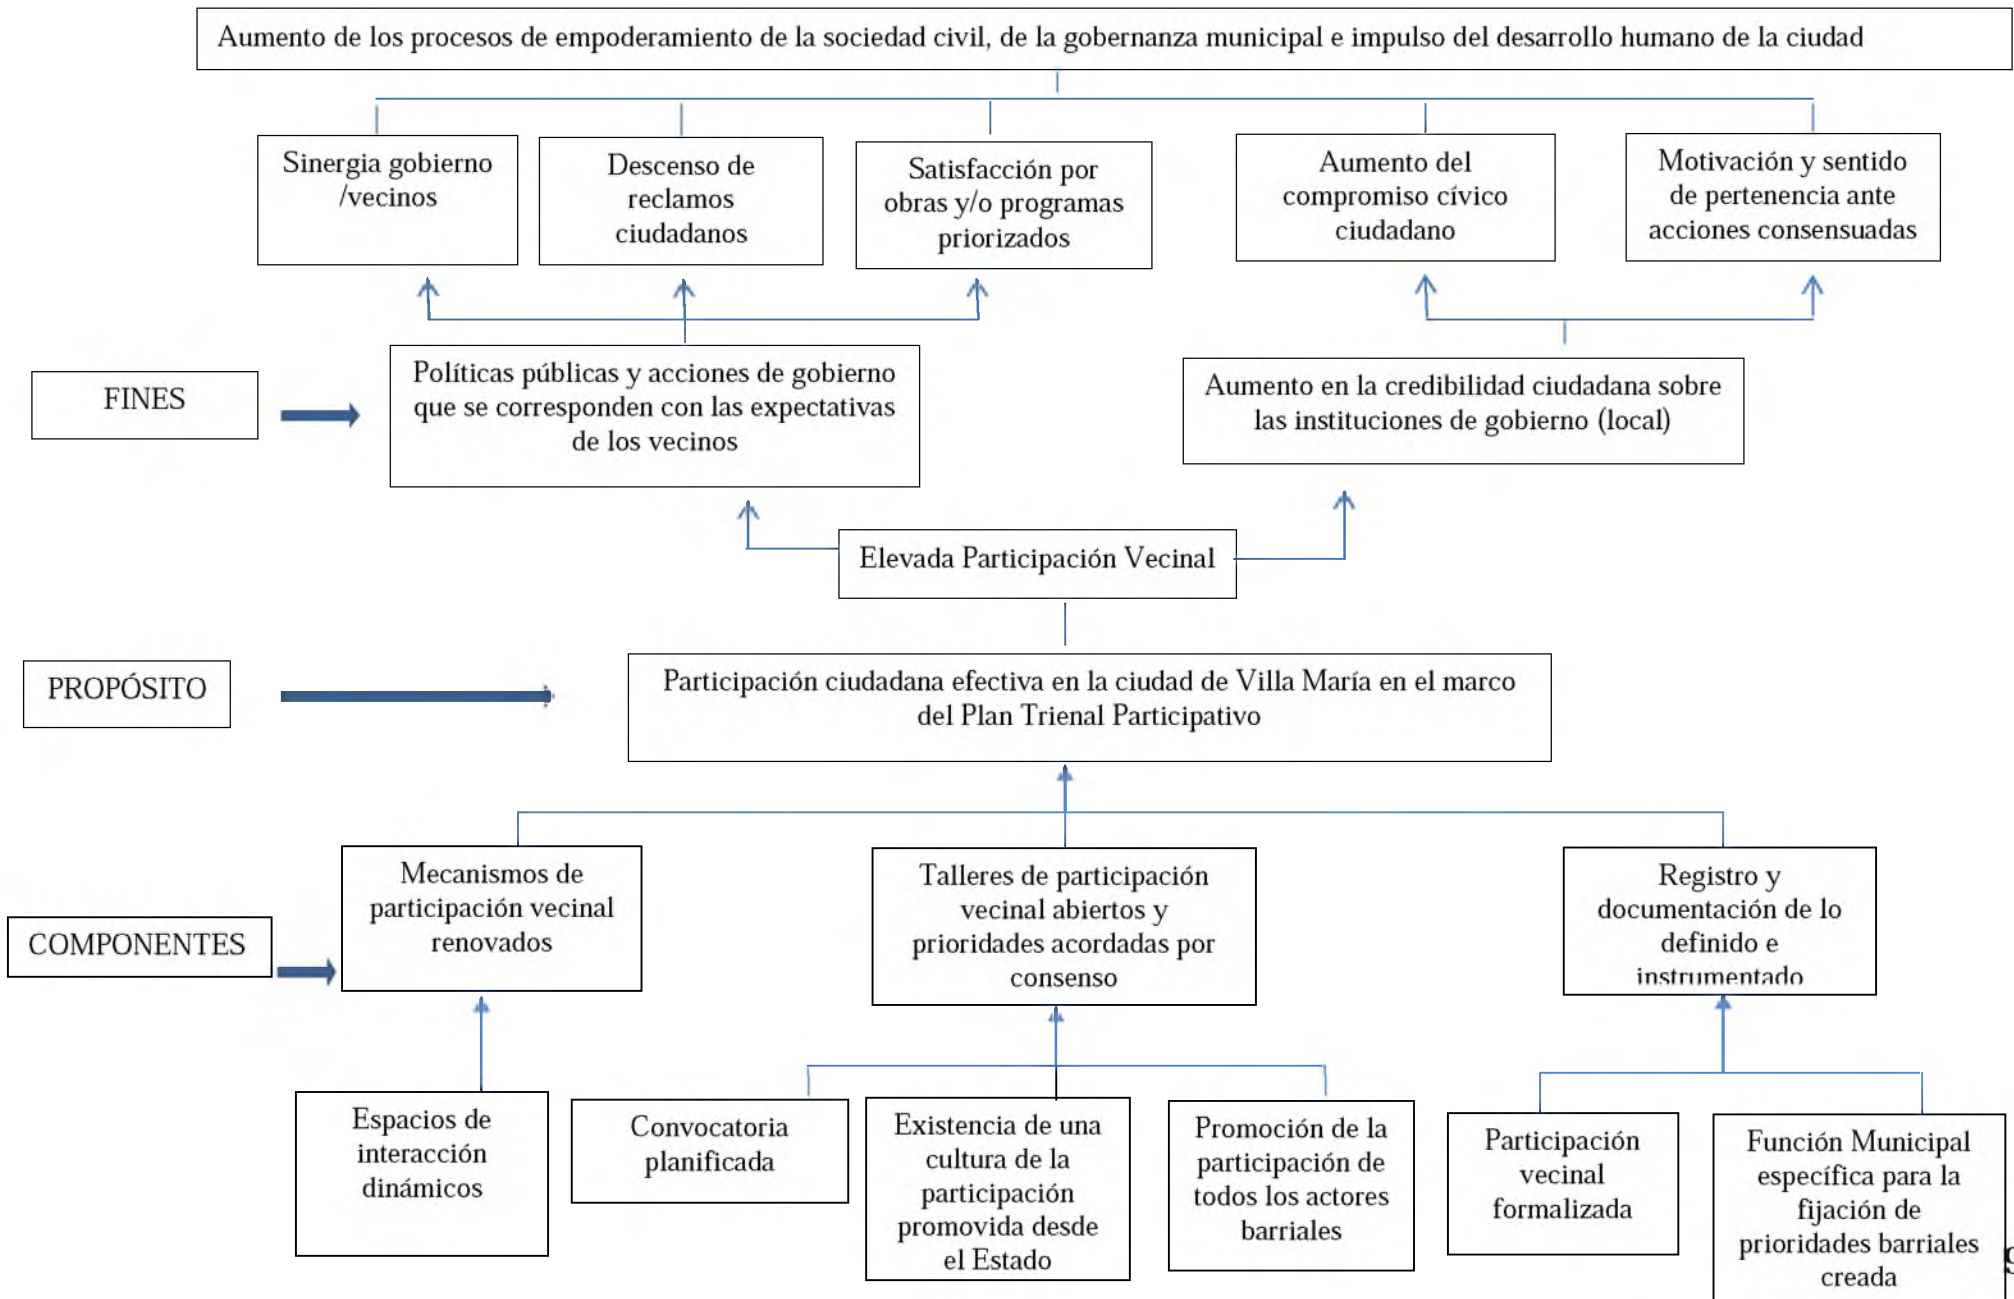 Aumento de los procesos de empoderamiento de la sociedad civil, de la gobernanza municipal e impulso del desarrollo humano de la ciudad
Sinergia gobierno
/vecinos
Descenso de
reclamos
ciudadanos
Satisfacción por
obras y/o programas
priorizados
Aumento del
compromiso cívico
ciudadano
Motivación y sentido
de pertenencia ante
acciones consensuadas
FINES
Políticas públicas y acciones de gobierno
que se corresponden con las expectativas
de los vecinos
Aumento en la credibilidad ciudadana sobre
las instituciones de gobierno (local)
Elevada Participación Vecinal
PROPÓSITO
Participación ciudadana efectiva en la ciudad de Villa María en el marco
del Plan Trienal Participativo
COMPONENTES
Mecanismos de
participación vecinal
renovados
Talleres de participación
vecinal abiertos y
prioridades acordadas por
consenso
Registro y
documentación de lo
definido e
instrumentado
Espacios de
interacción
dinámicos
Convocatoria
planificada
Existencia de una
cultura de la
participación
promovida desde
el Estado
Promoción de la
participación de
todos los actores
barriales
Participación
vecinal
formalizada
Función Municipal
específica para la
fijación de
prioridades barriales
creada
9